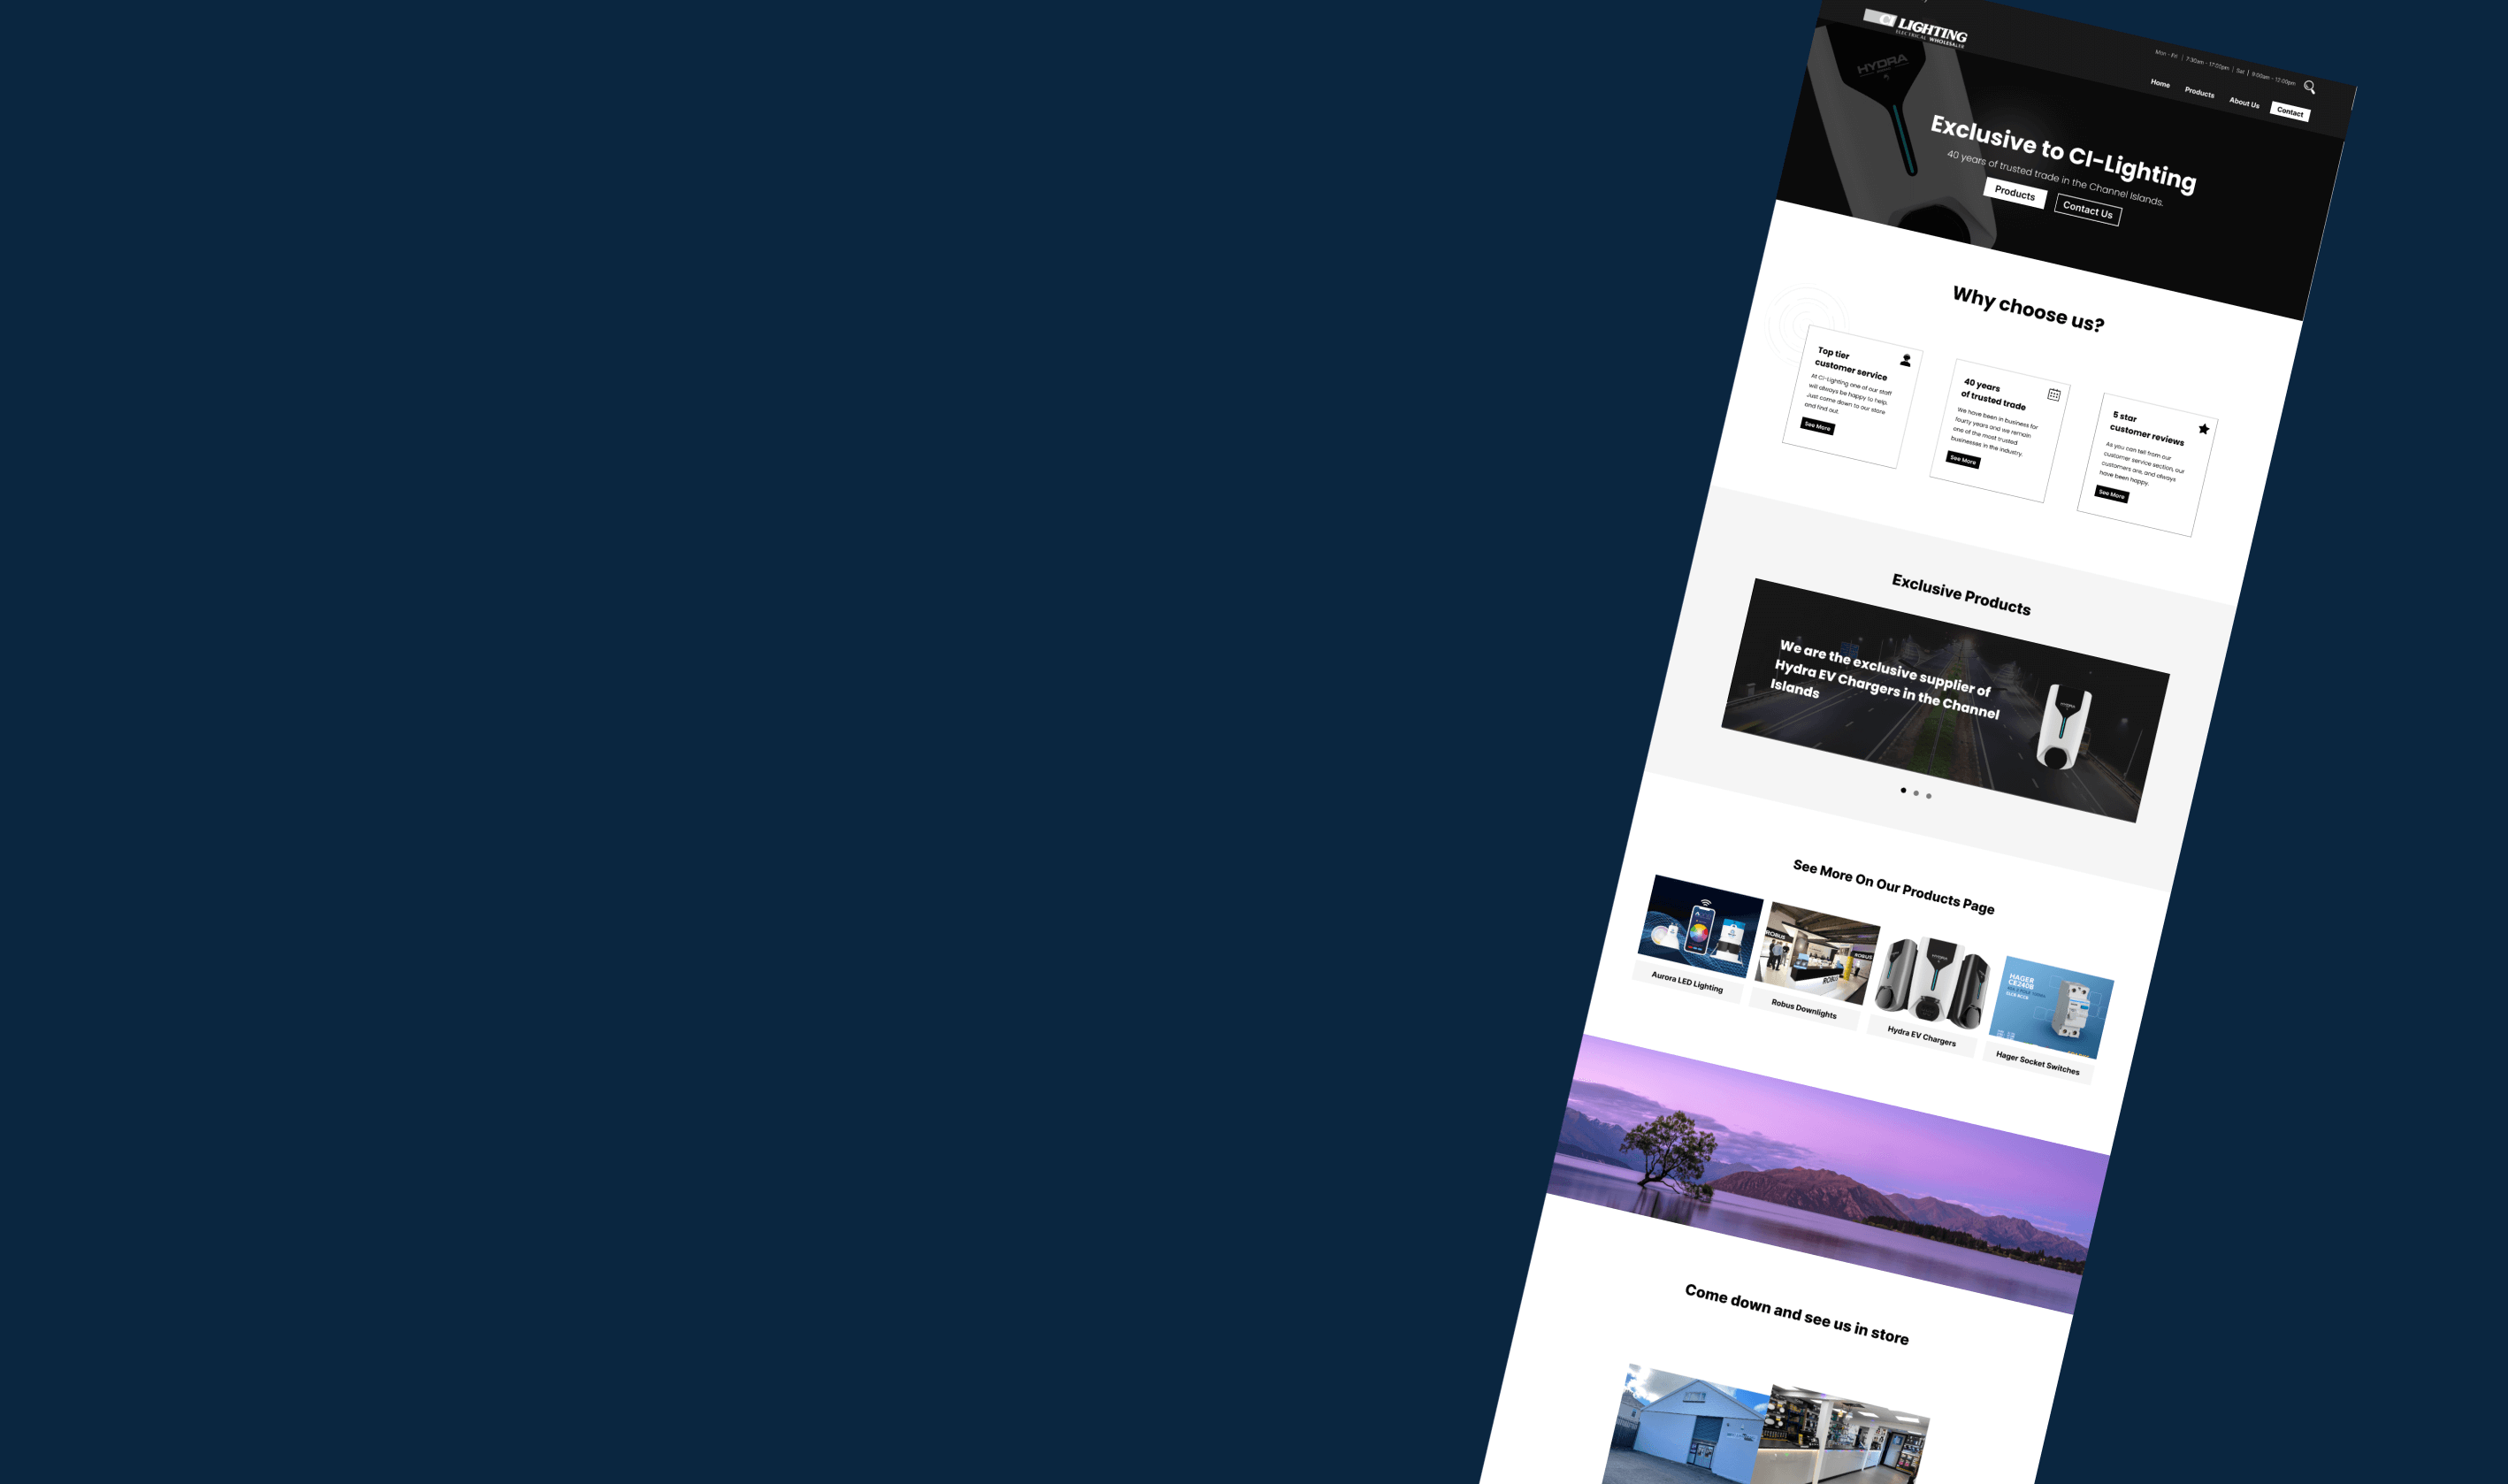 CI LIGHTING
ELECTRICAL WHOLESALER
Mon - Fri | 7:30am - 17:00pm | Sat | 9:00am - 12:00pm
Home Products About Us Contact
HYDRA
Exclusive to CI-Lighting
40 years of trusted trade in the Channel Islands.
Products Contact Us
Why choose us?
Top tier
customer service
At CI-Lighting one of our staff
will always be happy to help.
Just come down to our store
and find out.
See More
40 years
of trusted trade
We have been in business for
fourty years and we remain
one of the most trusted
businesses in the industry.
See More
5 star
customer reviews
As you can tell from our
customer service section, our
customers are, and always
have been happy.
See More
Exclusive Products
We are the exclusive supplier of
Hydra EV Chargers in the Channel
Islands
HYDRA
See More On Our Products Page
Aurora LED Lighting
ROBUS
ROBUS
ROBUS
Robus Downlights
HYDRA
Hydra EV Chargers
HAGER
CE240B
Hager Socket Switches
Come down and see us in store